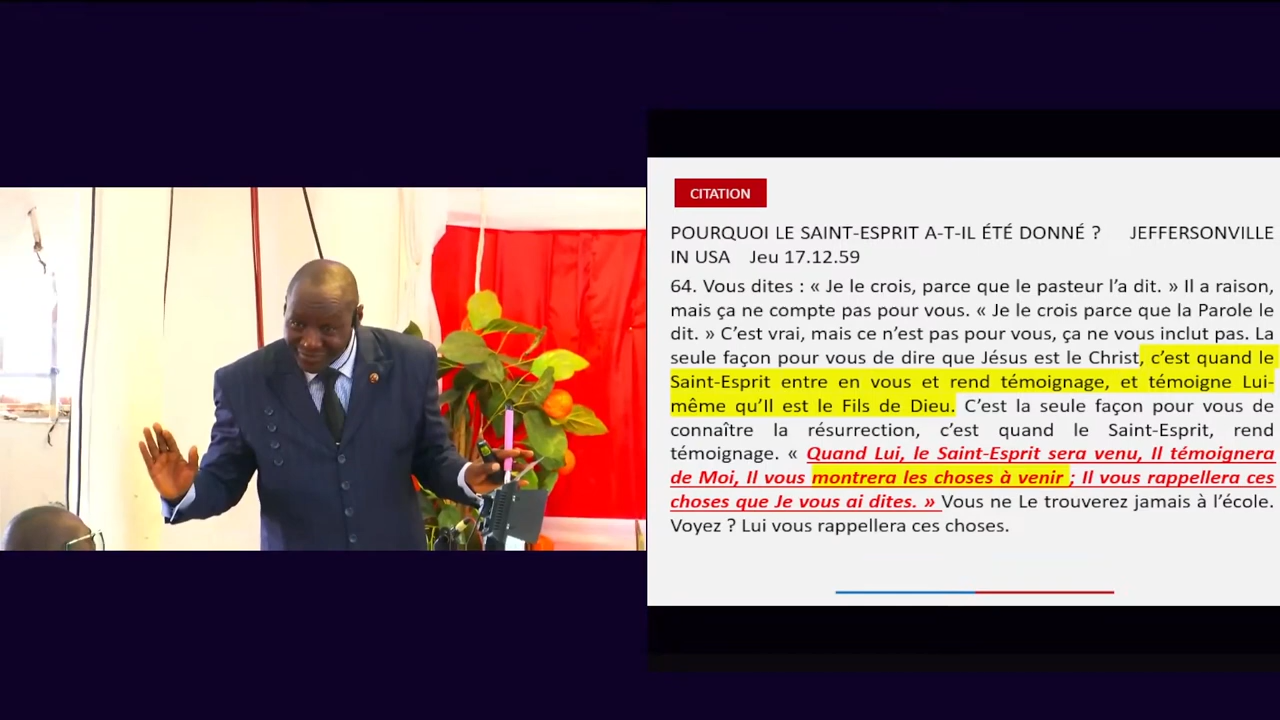 CITATION
POURQUOI LE SAINT-ESPRIT A-T-IL ÉTÉ DONNÉ ? JEFFERSONVILLE
IN USA Jeu 17.12.59
64. Vous dites : « Je le crois, parce que le pasteur l’a dit. » Il a raison,
mais ça ne compte pas pour vous. « Je le crois parce que la Parole le
dit. » C’est vrai, mais ce n’est pas pour vous, ça ne vous inclut pas. La
seule façon pour vous de dire que Jésus est le Christ, c’est quand le
Saint-Esprit entre en vous et rend témoignage, et témoigne Lui-
même qu’Il est le Fils de Dieu. C’est la seule façon pour vous de
connaître la résurrection, c’est quand le Saint-Esprit, rend
témoignage. « Quand Lui, le Saint-Esprit sera venu, Il témoignera
de Moi, Il vous montrera les choses à venir ; Il vous rappellera ces
choses que Je vous ai dites. » Vous ne Le trouverez jamais à l’école.
Voyez ? Lui vous rappellera ces choses.